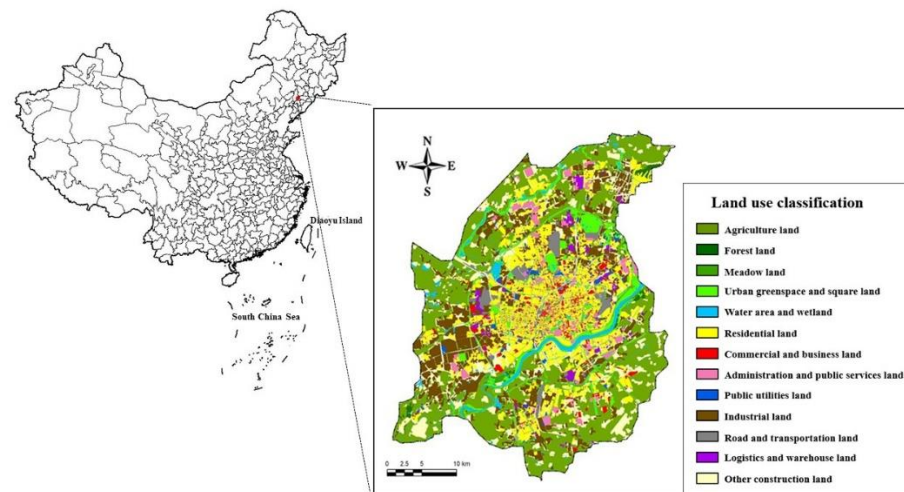 Diaoyu Island
South China Sea
N
W E
S
0 2.5 5 10 km
Land use classification
Agriculture land
Forest land
Meadow land
Urban greenspace and square land
Water area and wetland
Residential land
Commercial and business land
Administration and public services land
Public utilities land
Industrial land
Road and transportation land
Logistics and warehouse land
Other construction land